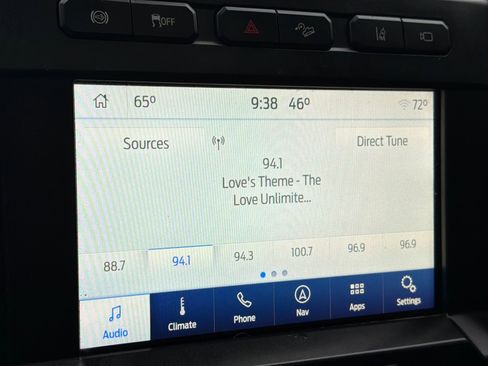 OFF
65° 9:38 46° 72°
Sources
Direct Tune
94.1
Love's Theme - The
Love Unlimite...
88.7 94.1 94.3 100.7 96.9 96.9
Audio Climate Phone Nav Apps Settings